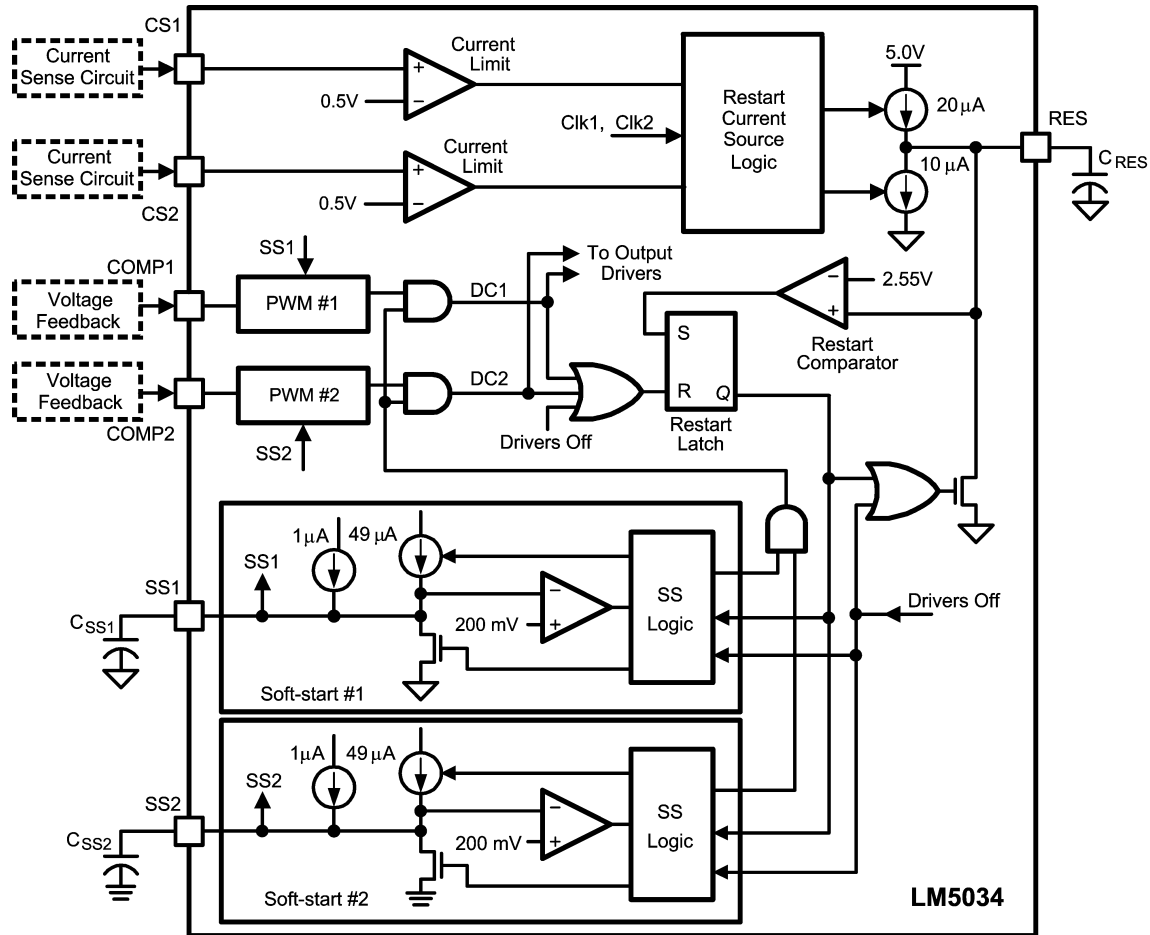 CS1
Current
Sense Circuit
Current
Limit
+
0.5V
−
Current
Sense Circuit
CS2
Current
Limit
+
0.5V
−
Clk1, Clk2
Restart
Current
Source
Logic
5.0V
20 µA
10 µA
RES
C RES
COMP1
Voltage
Feedback
SS1
PWM #1
DC1
To Output
Drivers
Voltage
Feedback
COMP2
PWM #2
SS2
DC2
Drivers Off
S
R
Q
Restart
Latch
−
2.55V
+
Restart
Comparator
1µA
49 µA
SS1
SS1
C SS1
−
200 mV
+
SS
Logic
Soft-start #1
Drivers Off
1µA
49 µA
SS2
SS2
C SS2
−
200 mV
+
SS
Logic
Soft-start #2
LM5034